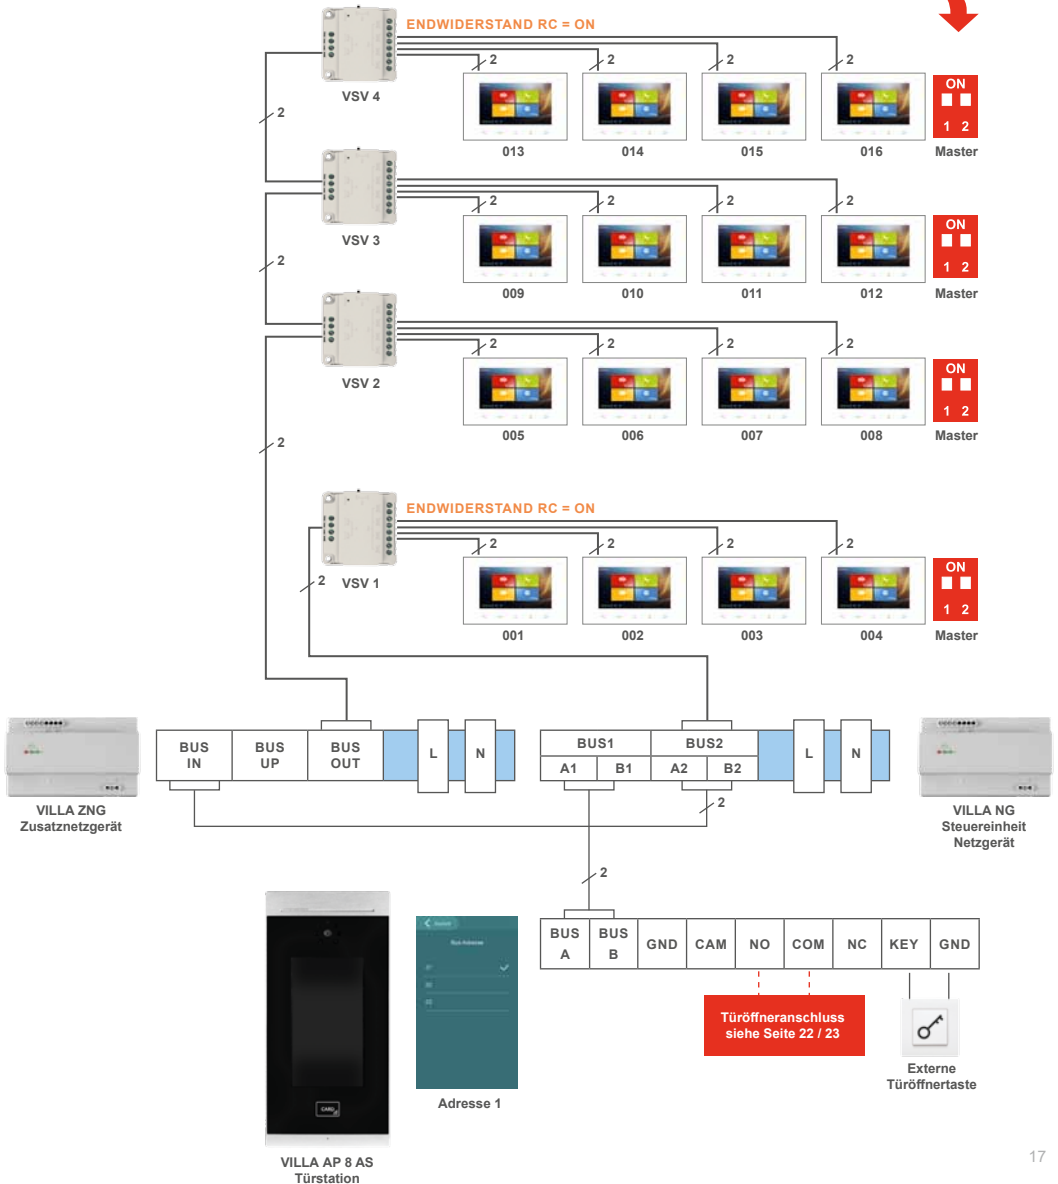 ENDWIDERSTAND RC = ON
2 2 2 2
ON
1 2
VSV 4
013 014 015 016 Master
2
2 2 2 2
ON
1 2
VSV 3
009 010 011 012 Master
2
2 2 2 2
ON
1 2
VSV 2
005 006 007 008 Master
2
ENDWIDERSTAND RC = ON
2 2 2 2
ON
1 2
VSV 1
2
001 002 003 004 Master
BUS IN
BUS UP
BUS OUT
L
N
BUS1
BUS2
A1 B1 A2 B2
L
N
VILLA ZNG
Zusatznetzgerät
VILLA NG
Steuereinheit
Netzgerät
2
2
BUS A
BUS B
GND
CAM
NO
COM
NC
KEY
GND
Bus Adresse
CARD
Türöffneranschluss
siehe Seite 22 / 23
Externe
Türöffnertaste
Adresse 1
VILLA AP 8 AS
Türstation
17